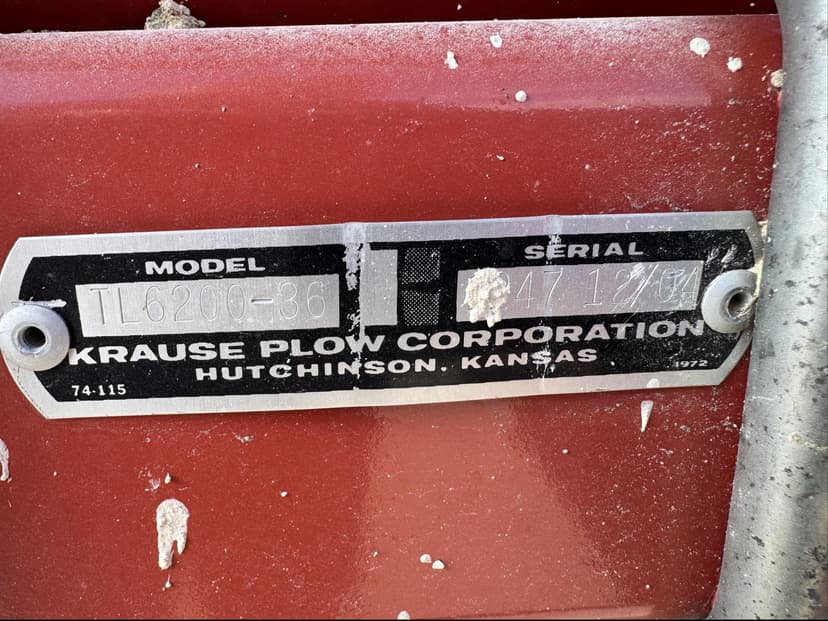 MODEL
SERIAL
TL6200-36
47 12/04
KRAUSE PLOW CORPORATION
HUTCHINSON, KANSAS
74-115
1972